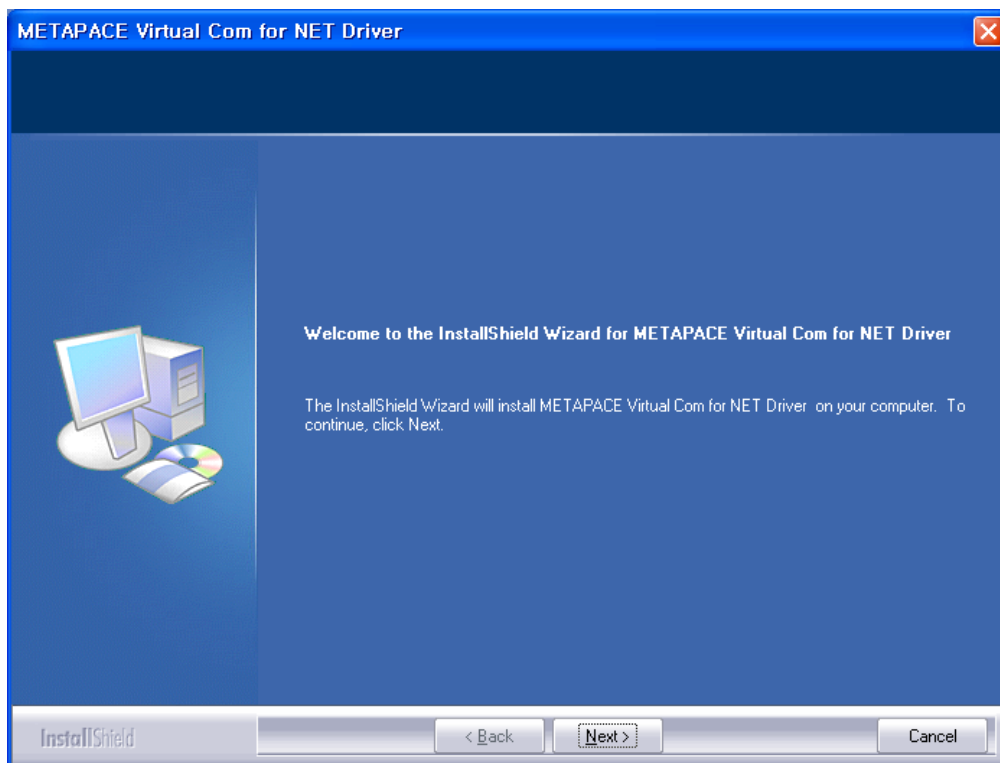 METAPACE Virtual Com for NET Driver
Welcome to the InstallShield Wizard for METAPACE Virtual Com for NET Driver
The InstallShield Wizard will install METAPACE Virtual Com for NET Driver on your computer. To
continue, click Next.
InstallShield
< Back
Next >
Cancel